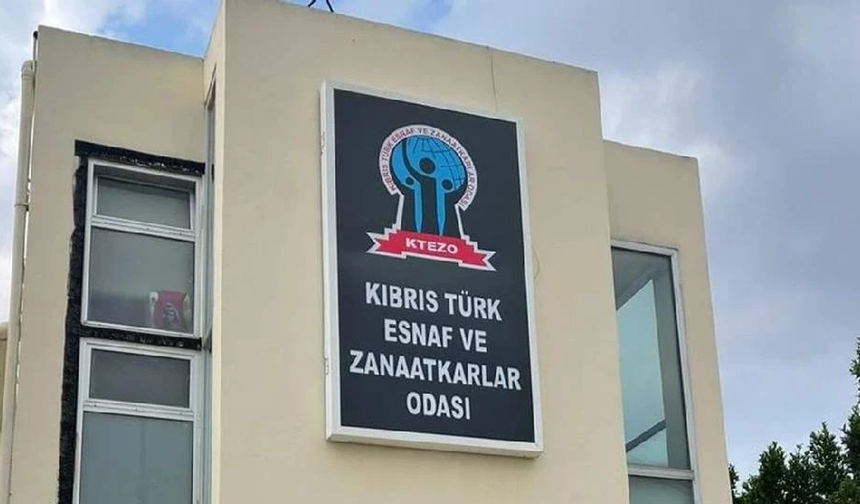 KIBRIS TÜRK ESNAF VE ZANAATKARLAR ODASI
KTEZO
KIBRIS TÜRK
ESNAF VE
ZANAATKARLAR
ODASI